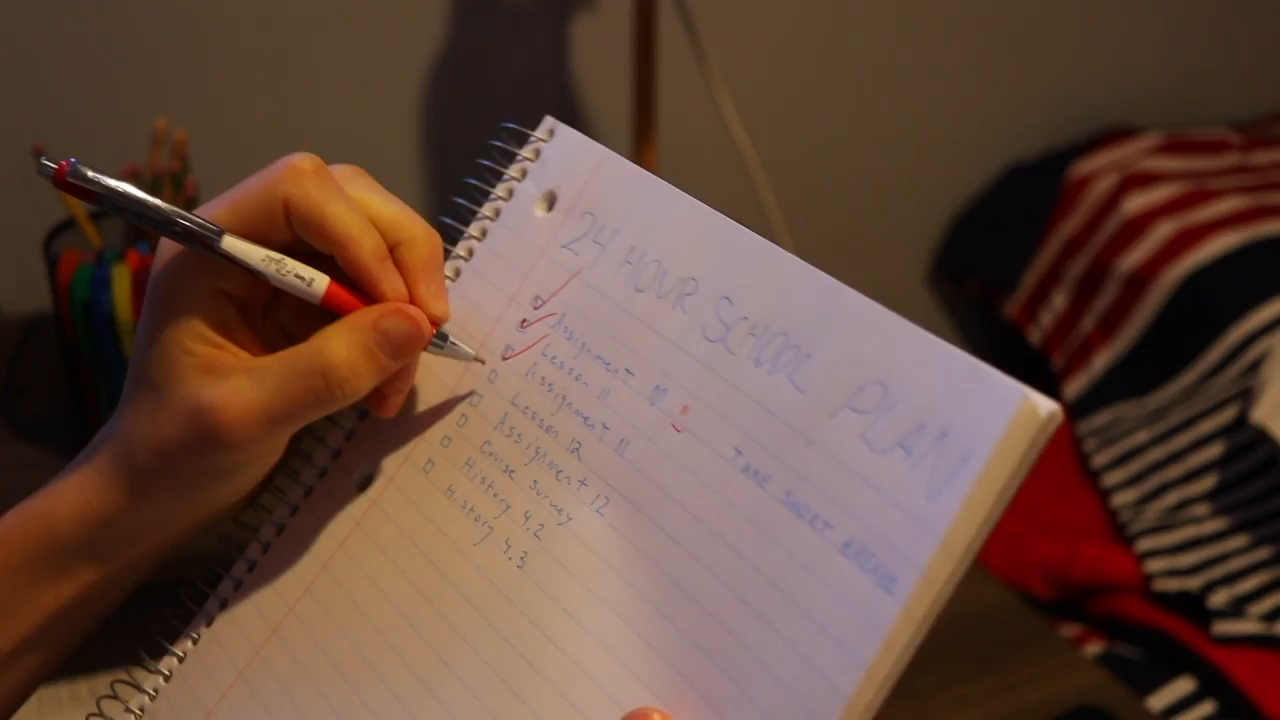 24 HOUR SCHOOL PLAN
Assignment 10
Lesson 11
Assignment 11
TAKE SHORT BREAK
Lesson 12
Assignment 12
Course survey
History 4.2
History 4.3